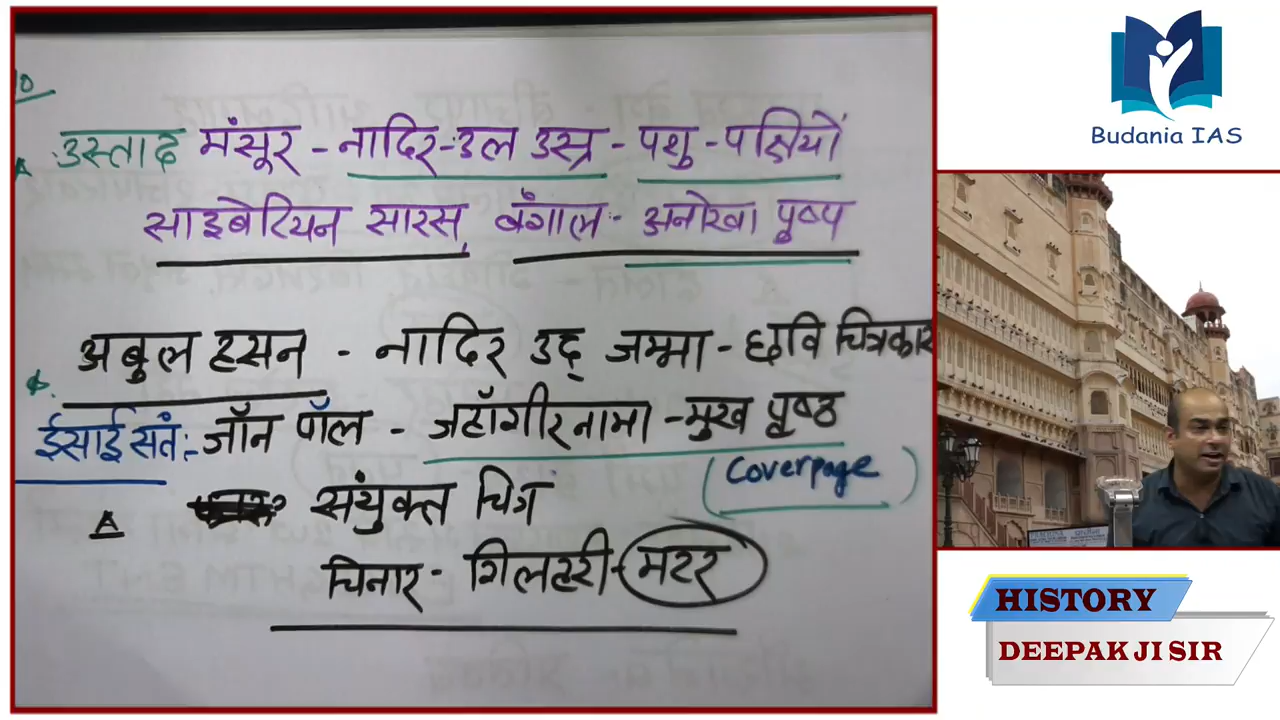 उस्ताद मंसूर - नादिर-उल उस्र - पशु - पक्षियों
साइबेरियन सारस, बंगाल - अनोखा पुष्प
अबुल हसन - नादिर उद् जम्मा - छवि चित्रकार
ईसाई संत:- जॉन पॉल - जहाँगीरनामा - मुख पृष्ठ
(Coverpage)
संयुक्त चित्र
चिनार - गिलहरी - मटर
Budania IAS
HISTORY
DEEPAK JI SIR